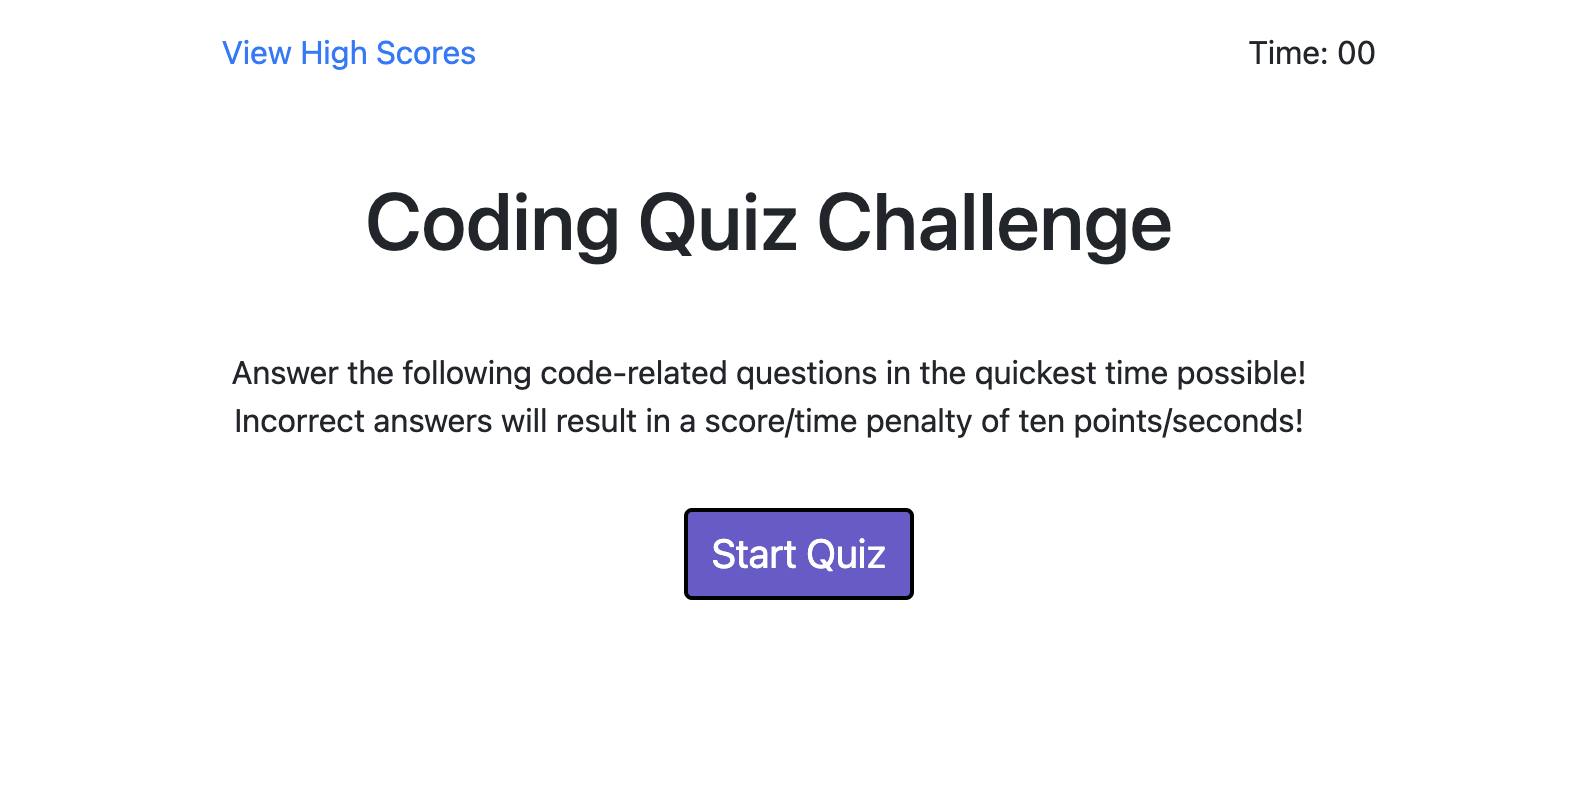 View High Scores
Time: 00
Coding Quiz Challenge
Answer the following code-related questions in the quickest time possible!
Incorrect answers will result in a score/time penalty of ten points/seconds!
Start Quiz